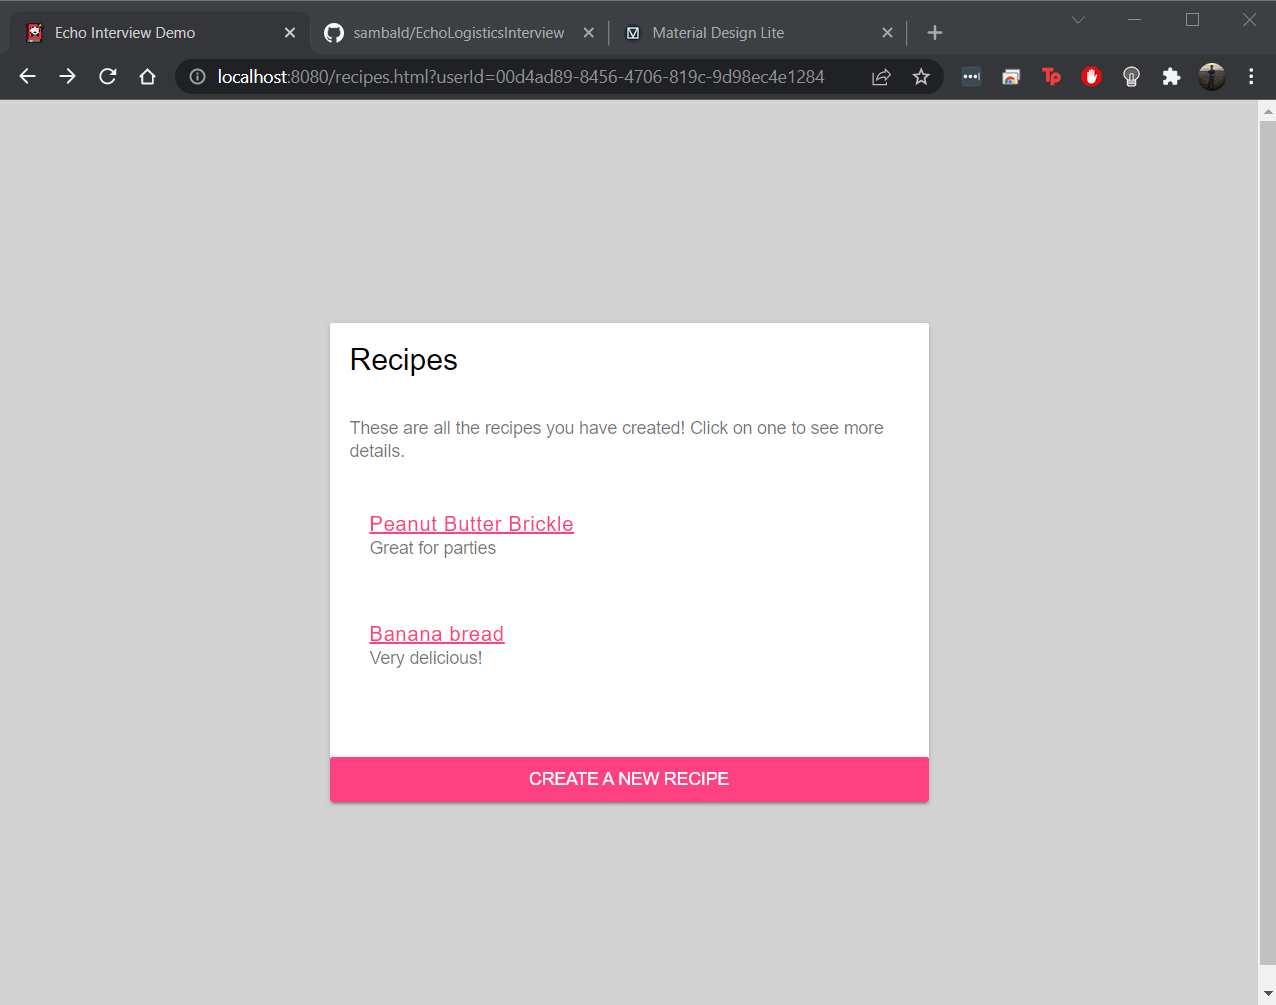 Echo Interview Demo
sambald/EchoLogisticsInterview
Material Design Lite
localhost:8080/recipes.html?userId=00d4ad89-8456-4706-819c-9d98ec4e1284
Tp
Recipes
These are all the recipes you have created! Click on one to see more
details.
Peanut Butter Brickle
Great for parties
Banana bread
Very delicious!
CREATE A NEW RECIPE